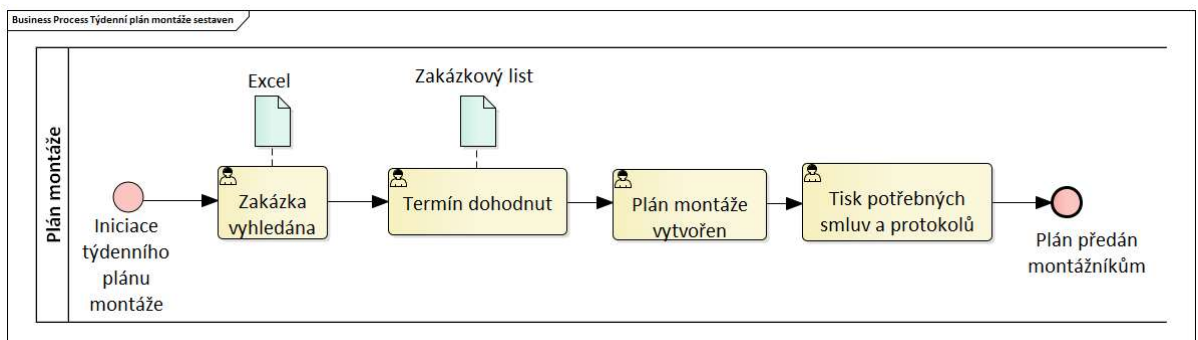 Business Process Týdenní plán montáže sestaven
Plán montáže
Excel
Zakázkový list
Iniciace
týdenního
plánu
montáže
Zakázka
vyhledána
Termín dohodnut
Plán montáže
vytvořen
Tisk potřebných
smluv a protokolů
Plán předán
montážníkům